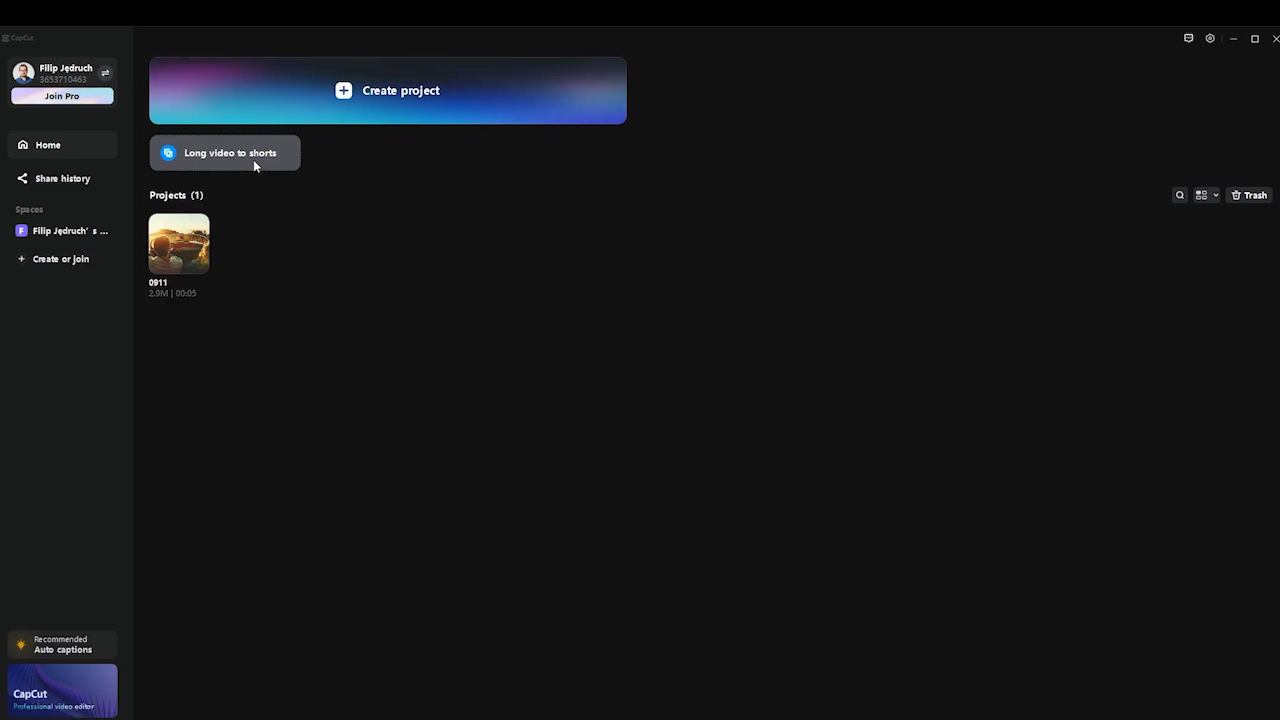 CapCut
Filip Jędruch
3653710463
Join Pro
Home
Share history
Spaces
F Filip Jędruch' s ...
Create or join
Create project
Long video to shorts
Projects (1)
Trash
0911
2.9M | 00:05
Recommended
Auto captions
CapCut
Professional video editor